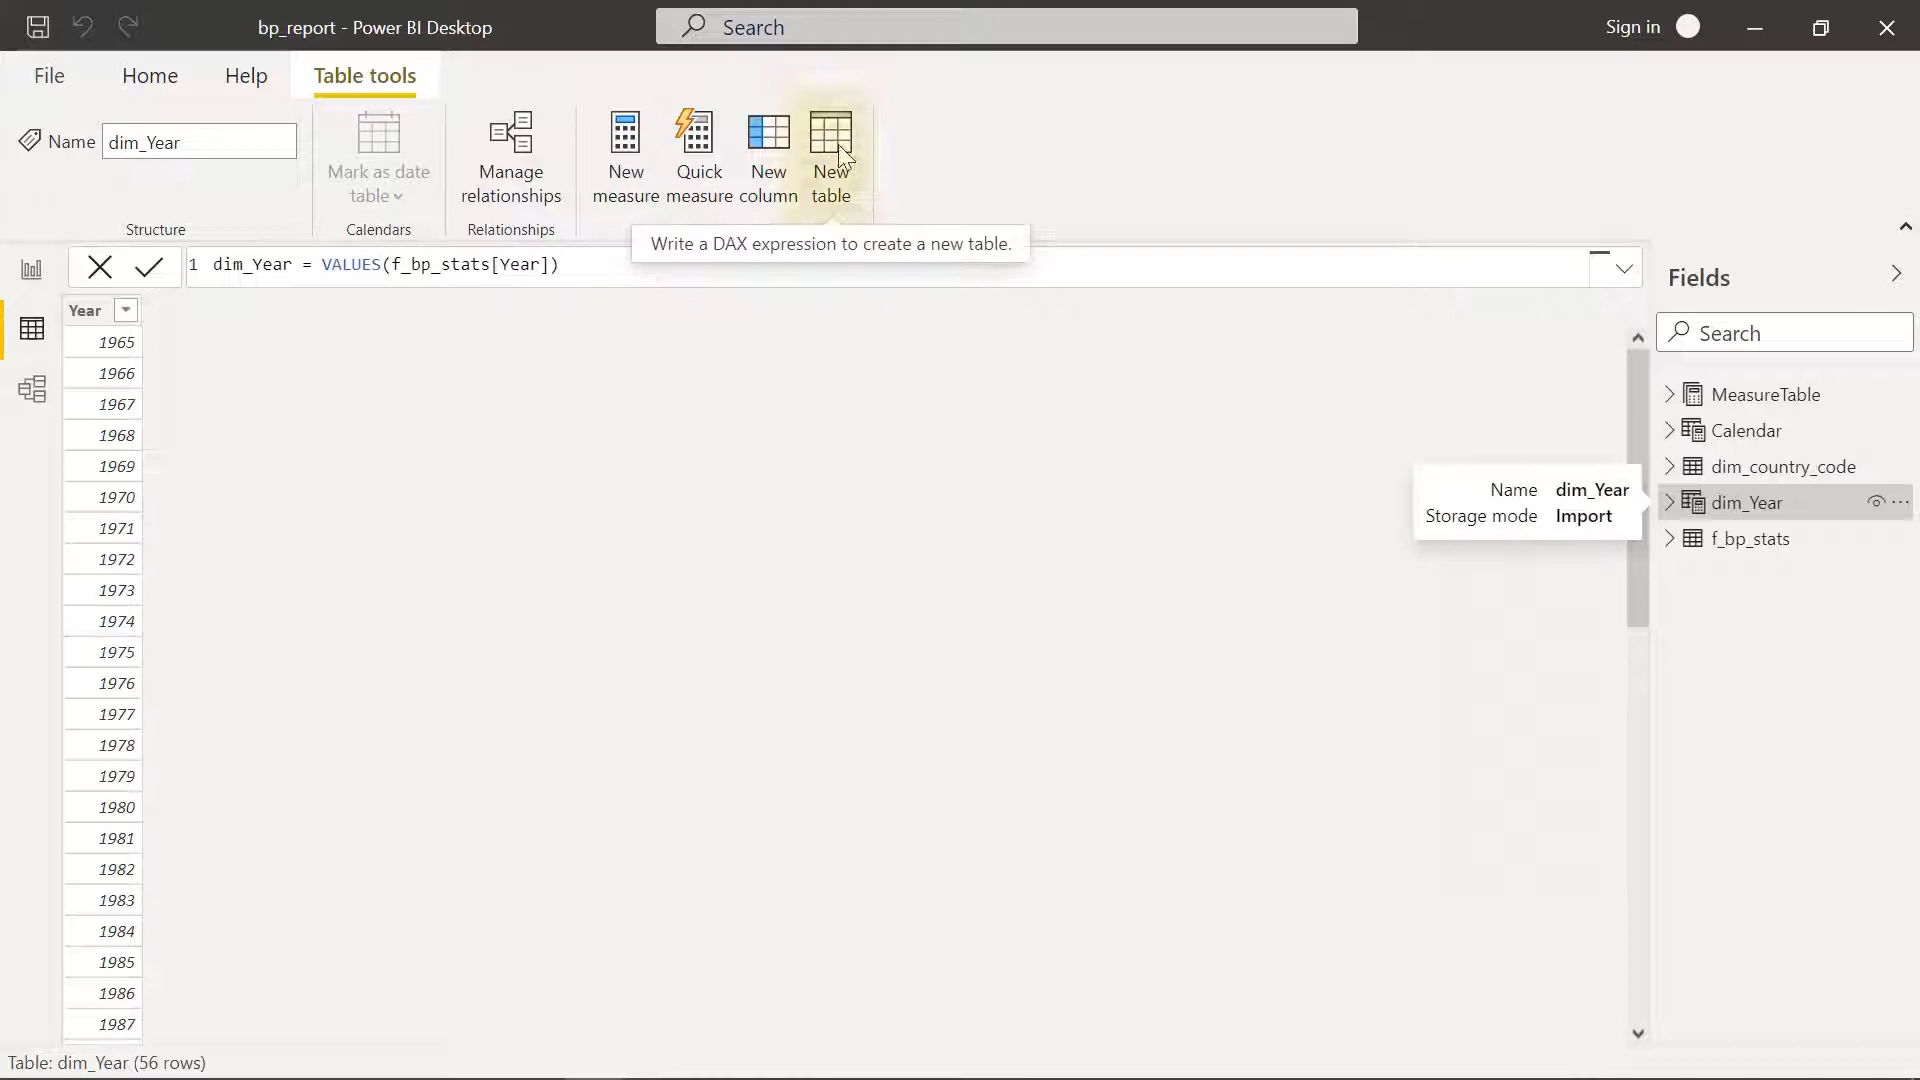 bp_report - Power BI Desktop
Search
Sign in
File
Home
Help
Table tools
Name
dim_Year
Structure
Mark as date
table
Calendars
Manage
relationships
Relationships
New
measure
Quick
measure
New
column
New
table
Write a DAX expression to create a new table.
1 dim_Year = VALUES(f_bp_stats[Year])
Year
1965
1966
1967
1968
1969
1970
1971
1972
1973
1974
1975
1976
1977
1978
1979
1980
1981
1982
1983
1984
1985
1986
1987
Fields
Search
MeasureTable
Calendar
dim_country_code
dim_Year
f_bp_stats
Name dim_Year
Storage mode Import
Table: dim_Year (56 rows)